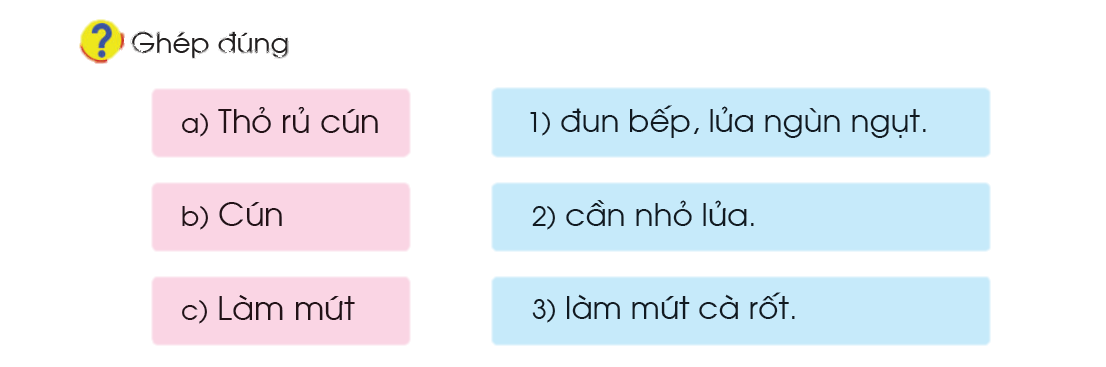 ?
Ghép đúng
a) Thỏ rủ cún
1) đun bếp, lửa ngùn ngụt.
b) Cún
2) cần nhỏ lửa.
c) Làm mứt
3) làm mứt cà rốt.